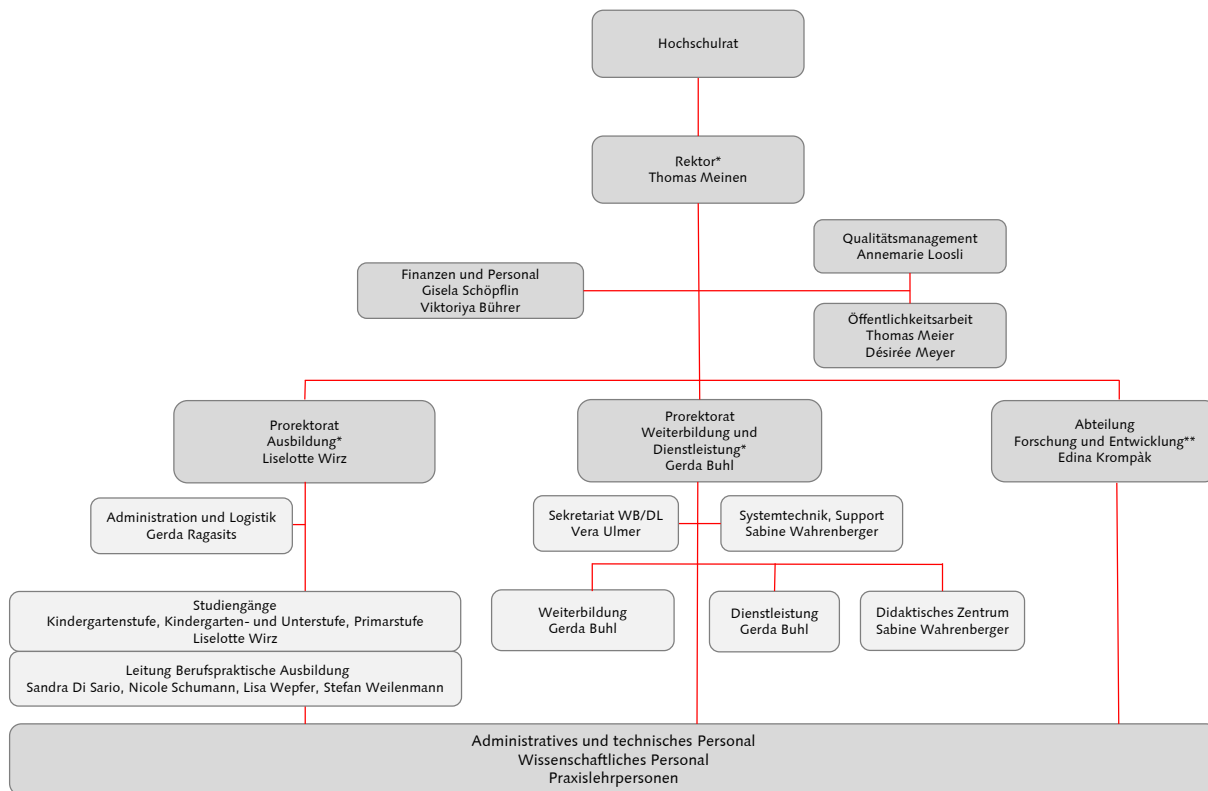 Hochschulrat
Rektor*
Thomas Meinen
Qualitätsmanagement
Annemarie Loosli
Finanzen und Personal
Gisela Schöpflin
Viktoriya Bührer
Öffentlichkeitsarbeit
Thomas Meier
Désirée Meyer
Prorektorat
Ausbildung*
Liselotte Wirz
Prorektorat
Weiterbildung und
Dienstleistung*
Gerda Buhl
Abteilung
Forschung und Entwicklung**
Edina Krompàk
Administration und Logistik
Gerda Ragasits
Sekretariat WB/DL
Vera Ulmer
Systemtechnik, Support
Sabine Wahrenberger
Studiengänge
Kindergartenstufe, Kindergarten- und Unterstufe, Primarstufe
Liselotte Wirz
Weiterbildung
Gerda Buhl
Dienstleistung
Gerda Buhl
Didaktisches Zentrum
Sabine Wahrenberger
Leitung Berufspraktische Ausbildung
Sandra Di Sario, Nicole Schumann, Lisa Wepfer, Stefan Weilenmann
Administratives und technisches Personal
Wissenschaftliches Personal
Praxislehrpersonen